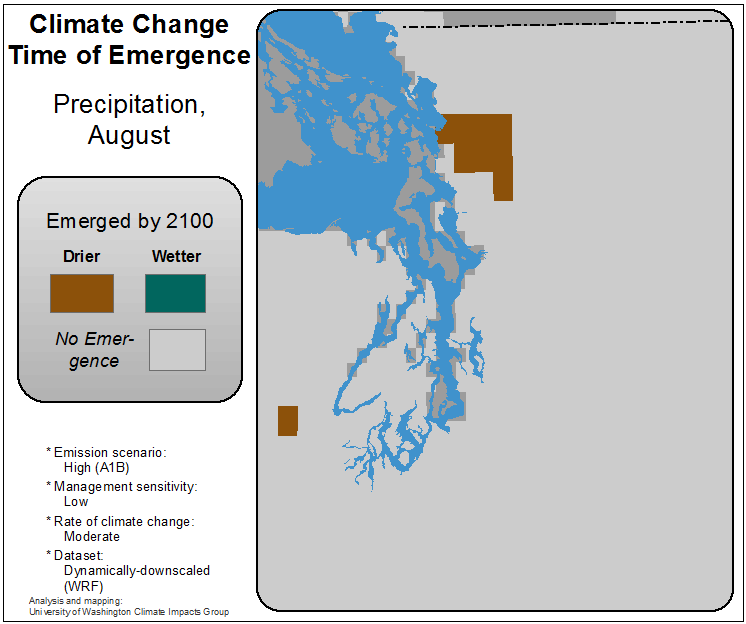 Climate Change
Time of Emergence
Precipitation,
August
Emerged by 2100
Drier Wetter
No Emer-
gence
* Emission scenario:
High (A1B)
* Management sensitivity:
Low
* Rate of climate change:
Moderate
* Dataset:
Dynamically-downscaled
(WRF)
Analysis and mapping:
University of Washington Climate Impacts Group